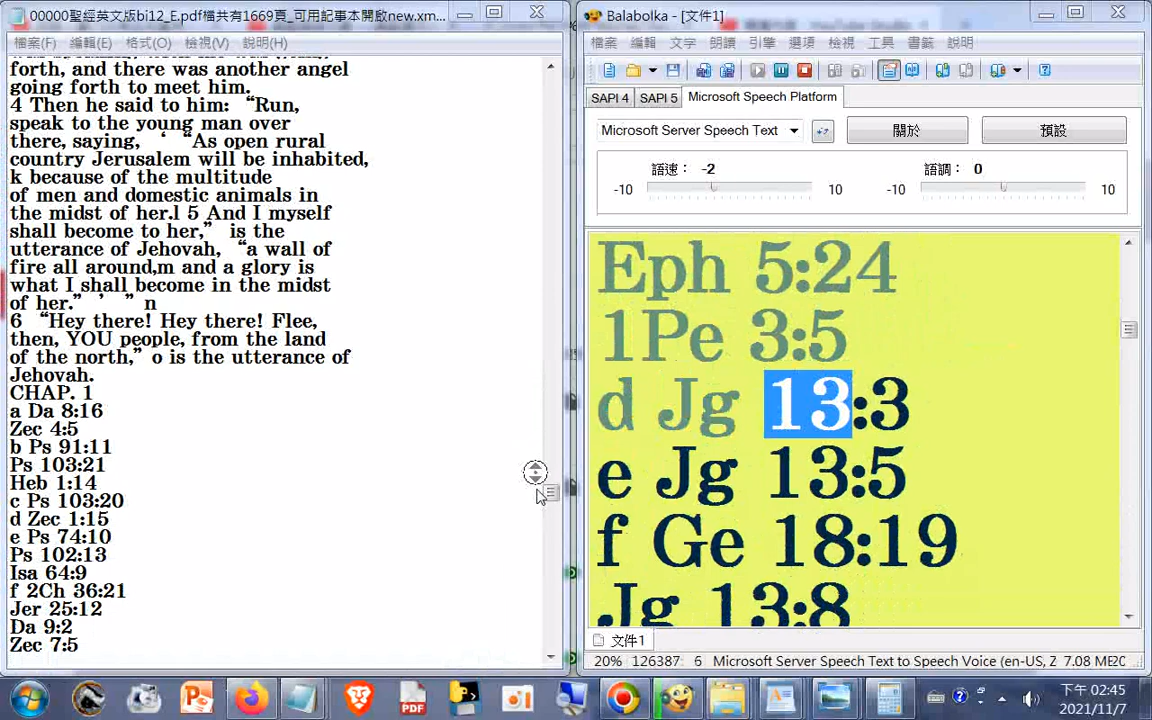 00000聖經英文版bi12_E.pdf檔共有1669頁_可用記事本開啟new.xm...
檔案(F) 編輯(E) 格式(O) 檢視(V) 說明(H)
forth, and there was another angel
going forth to meet him.
4 Then he said to him: “Run,
speak to the young man over
there, saying, ‘ “As open rural
country Jerusalem will be inhabited,
k because of the multitude
of men and domestic animals in
the midst of her.l 5 And I myself
shall become to her,” is the
utterance of Jehovah, “a wall of
fire all around,m and a glory is
what I shall become in the midst
of her.” ’ ” n
6 “Hey there! Hey there! Flee,
then, YOU people, from the land
of the north,” o is the utterance of
Jehovah.
CHAP. 1
a Da 8:16
Zec 4:5
b Ps 91:11
Ps 103:21
Heb 1:14
c Ps 103:20
d Zec 1:15
e Ps 74:10
Ps 102:13
Isa 64:9
f 2Ch 36:21
Jer 25:12
Da 9:2
Zec 7:5
Balabolka - [文件1]
檔案 編輯 文字 朗讀 引擎 選項 檢視 工具 書籤 說明
SAPI 4 SAPI 5 Microsoft Speech Platform
Microsoft Server Speech Text 關於 預設
語速: -2 語調: 0
-10 10 -10 10
Eph 5:24
1Pe 3:5
d Jg 13:3
e Jg 13:5
f Ge 18:19
Jg 13:8
文件1
20% 126387: 6 Microsoft Server Speech Text to Speech Voice (en-US, Z 7.08 ME
下午 02:45
2021/11/7